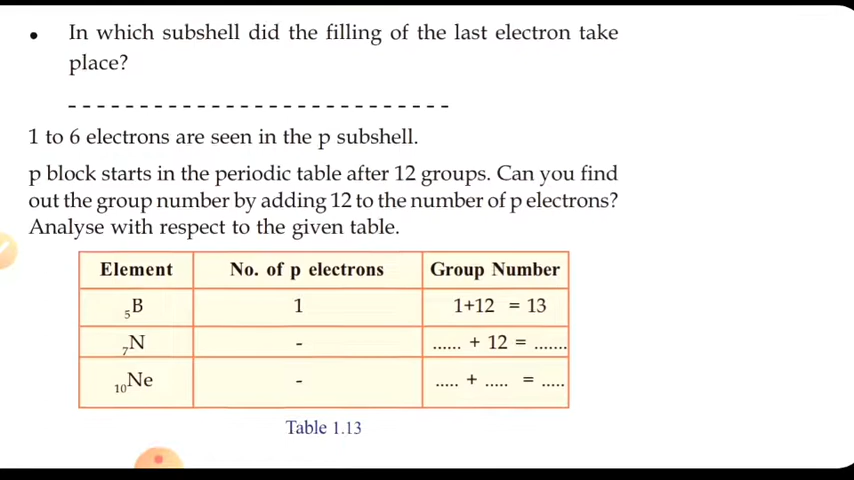 • In which subshell did the filling of the last electron take
place?
- - - - - - - - - - - - - - - - - - - - - - - - - - -
1 to 6 electrons are seen in the p subshell.
p block starts in the periodic table after 12 groups. Can you find
out the group number by adding 12 to the number of p electrons?
Analyse with respect to the given table.
Element No. of p electrons Group Number
₅B 1 1+12 = 13
₇N - ...... + 12 = .......
₁₀Ne - ..... + ..... = .....
Table 1.13